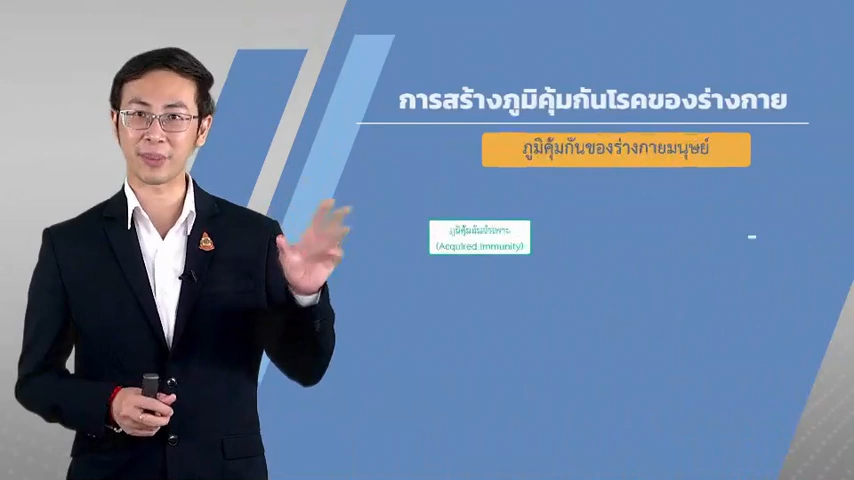 การสร้างภูมิคุ้มกันโรคของร่างกาย
ภูมิคุ้มกันของร่างกายมนุษย์
ภูมิคุ้มกันจำเพาะ
(Acquired Immunity)